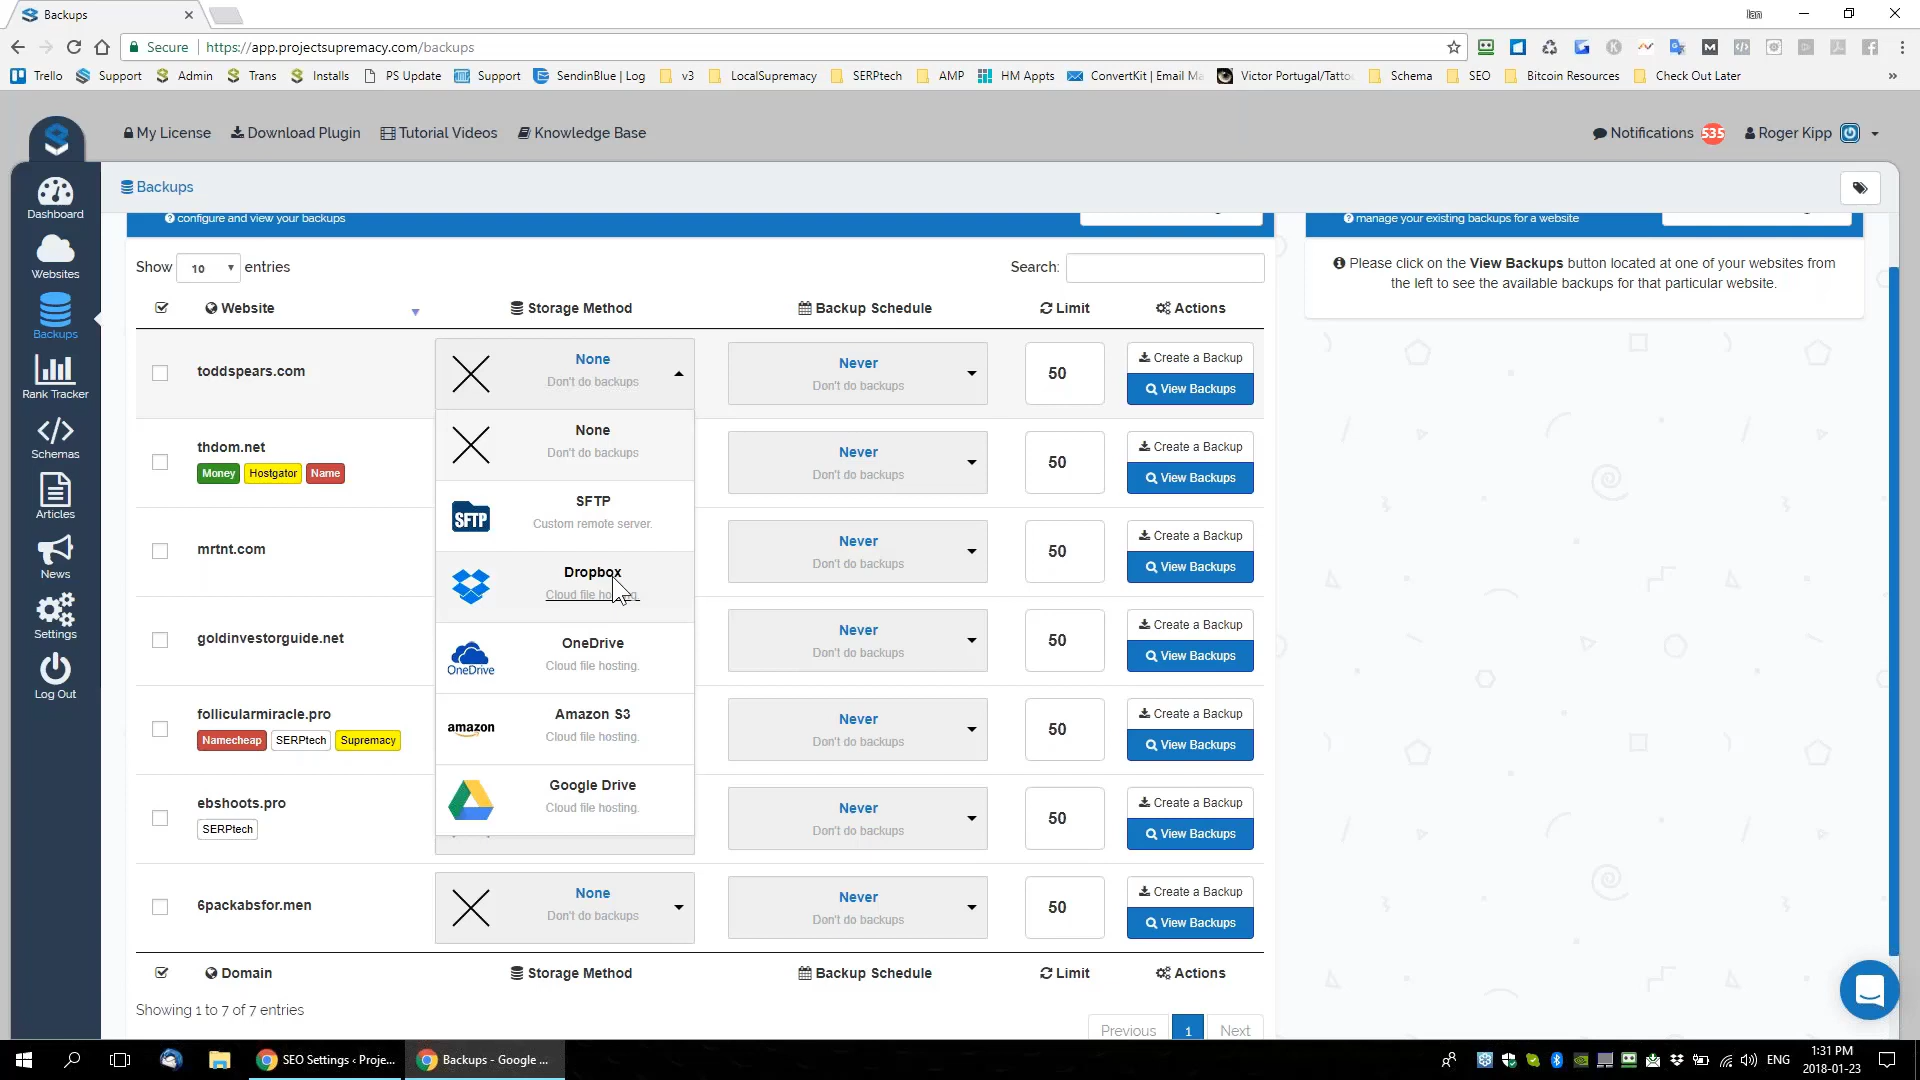 Backups
Ian
Secure
https://app.projectsupremacy.com/backups
Trello
Support
Admin
Trans
Installs
PS Update
Support
SendinBlue | Log
v3
LocalSupremacy
SERPtech
AMP
HM Appts
ConvertKit | Email Ma
Victor Portugal/Tatto
Schema
SEO
Bitcoin Resources
Check Out Later
»
My License
Download Plugin
Tutorial Videos
Knowledge Base
Notifications 535
Roger Kipp
Dashboard
Websites
Backups
Rank Tracker
Schemas
Articles
News
Settings
Log Out
Backups
configure and view your backups
manage your existing backups for a website
Show 10 entries
Search:
Please click on the View Backups button located at one of your websites from
the left to see the available backups for that particular website.
Website
Storage Method
Backup Schedule
Limit
Actions
toddspears.com
None
Don't do backups
Never
Don't do backups
50
Create a Backup
View Backups
None
Don't do backups
SFTP
SFTP
Custom remote server.
Dropbox
OneDrive
OneDrive
Cloud file hosting.
amazon
Amazon S3
Cloud file hosting.
Google Drive
Cloud file hosting.
thdom.net
Money
Hostgator
Name
Never
Don't do backups
50
Create a Backup
View Backups
mrtnt.com
Never
Don't do backups
50
Create a Backup
View Backups
goldinvestorguide.net
Never
Don't do backups
50
Create a Backup
View Backups
follicularmiracle.pro
Namecheap
SERPtech
Supremacy
Never
Don't do backups
50
Create a Backup
View Backups
ebshoots.pro
SERPtech
Never
Don't do backups
50
Create a Backup
View Backups
6packabsfor.men
None
Don't do backups
Never
Don't do backups
50
Create a Backup
View Backups
Domain
Storage Method
Backup Schedule
Limit
Actions
Showing 1 to 7 of 7 entries
Previous
1
Next
SEO Settings ‹ Proje...
Backups - Google ...
ENG
1:31 PM
2018-01-23